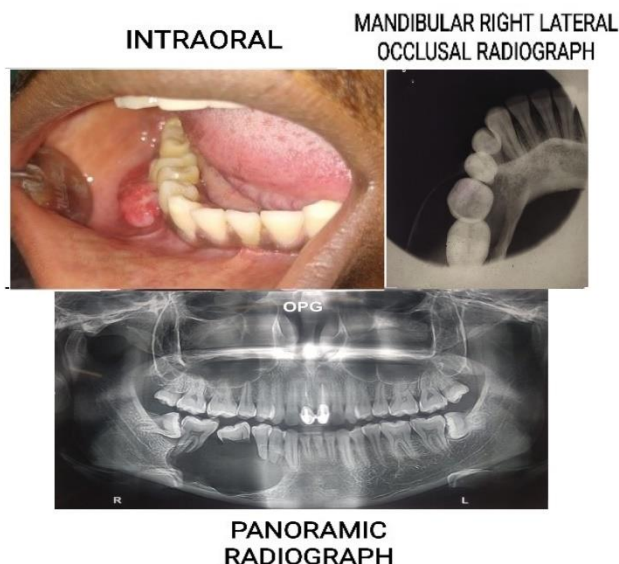 INTRAORAL
MANDIBULAR RIGHT LATERAL
OCCLUSAL RADIOGRAPH
OPG
R
L
PANORAMIC
RADIOGRAPH